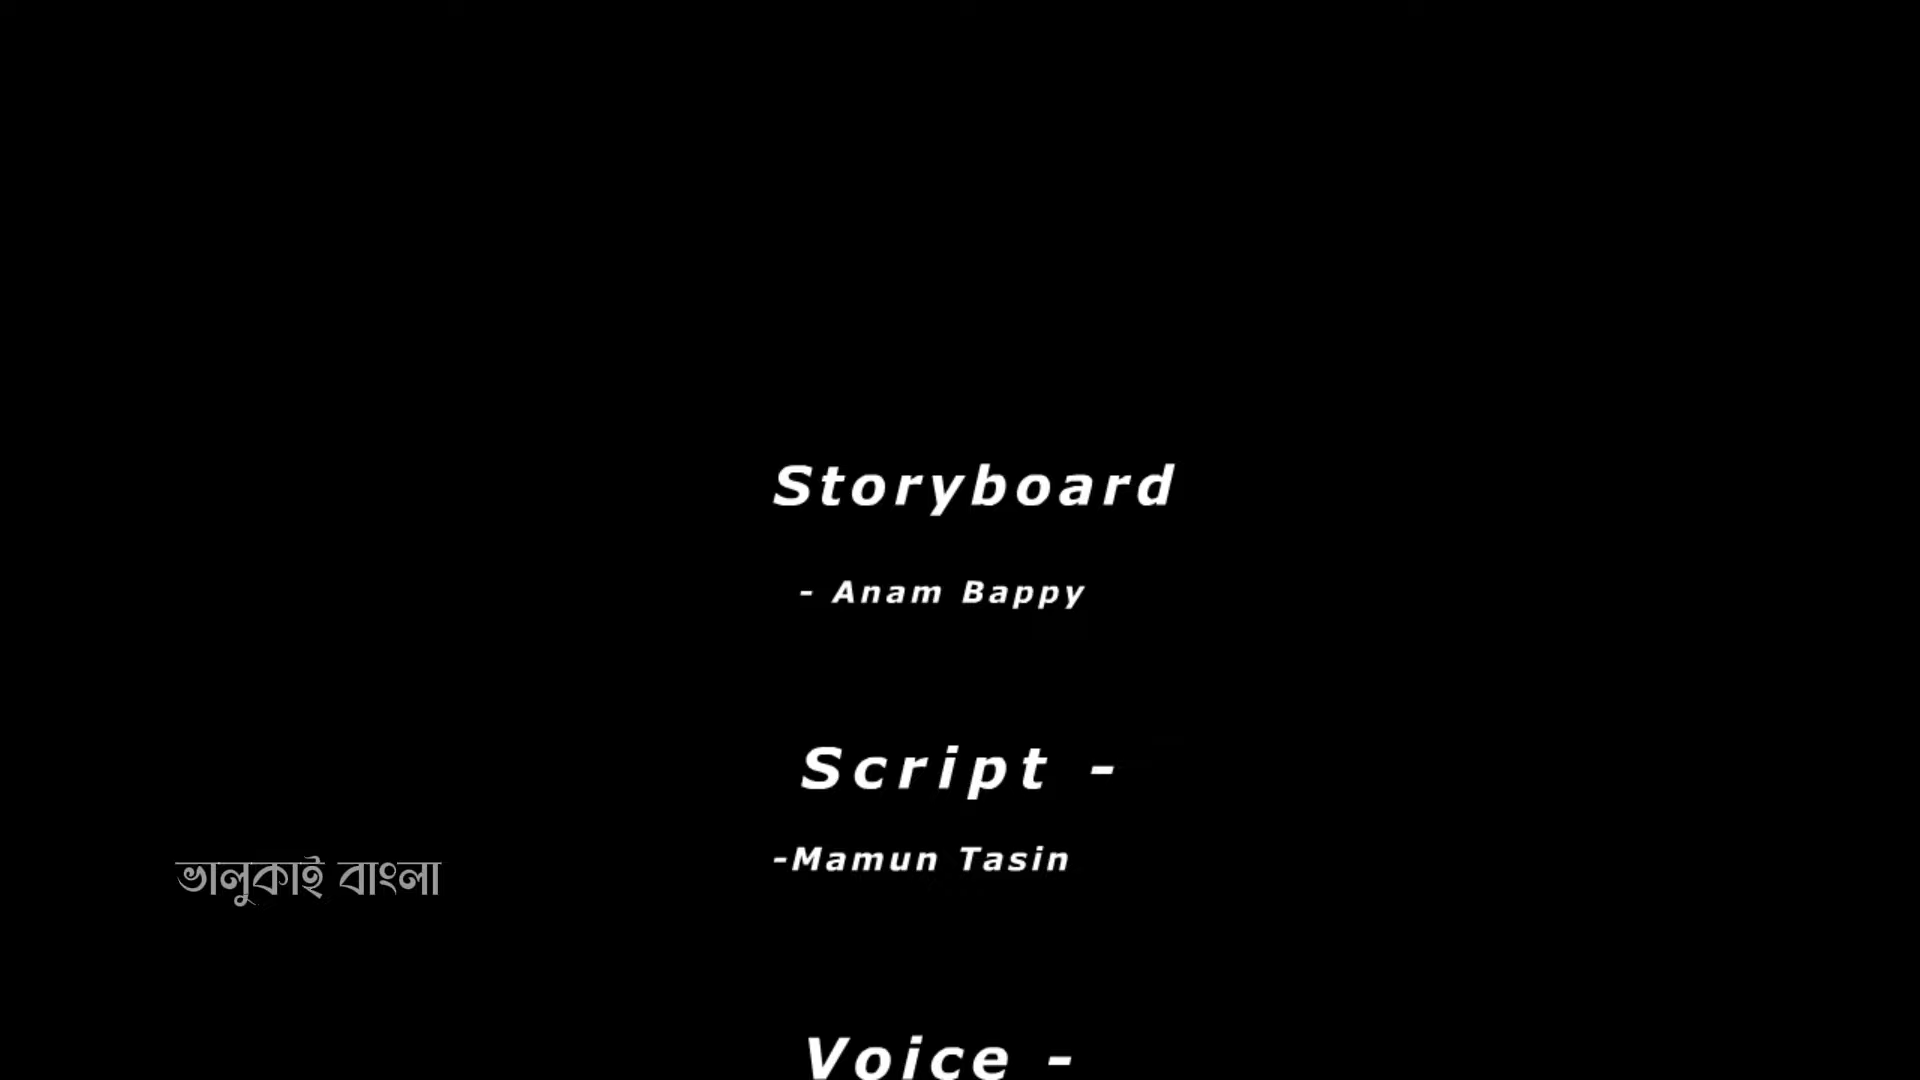 Storyboard
- Anam Bappy
Script -
-Mamun Tasin
ভালুকাই বাংলা
Voice -